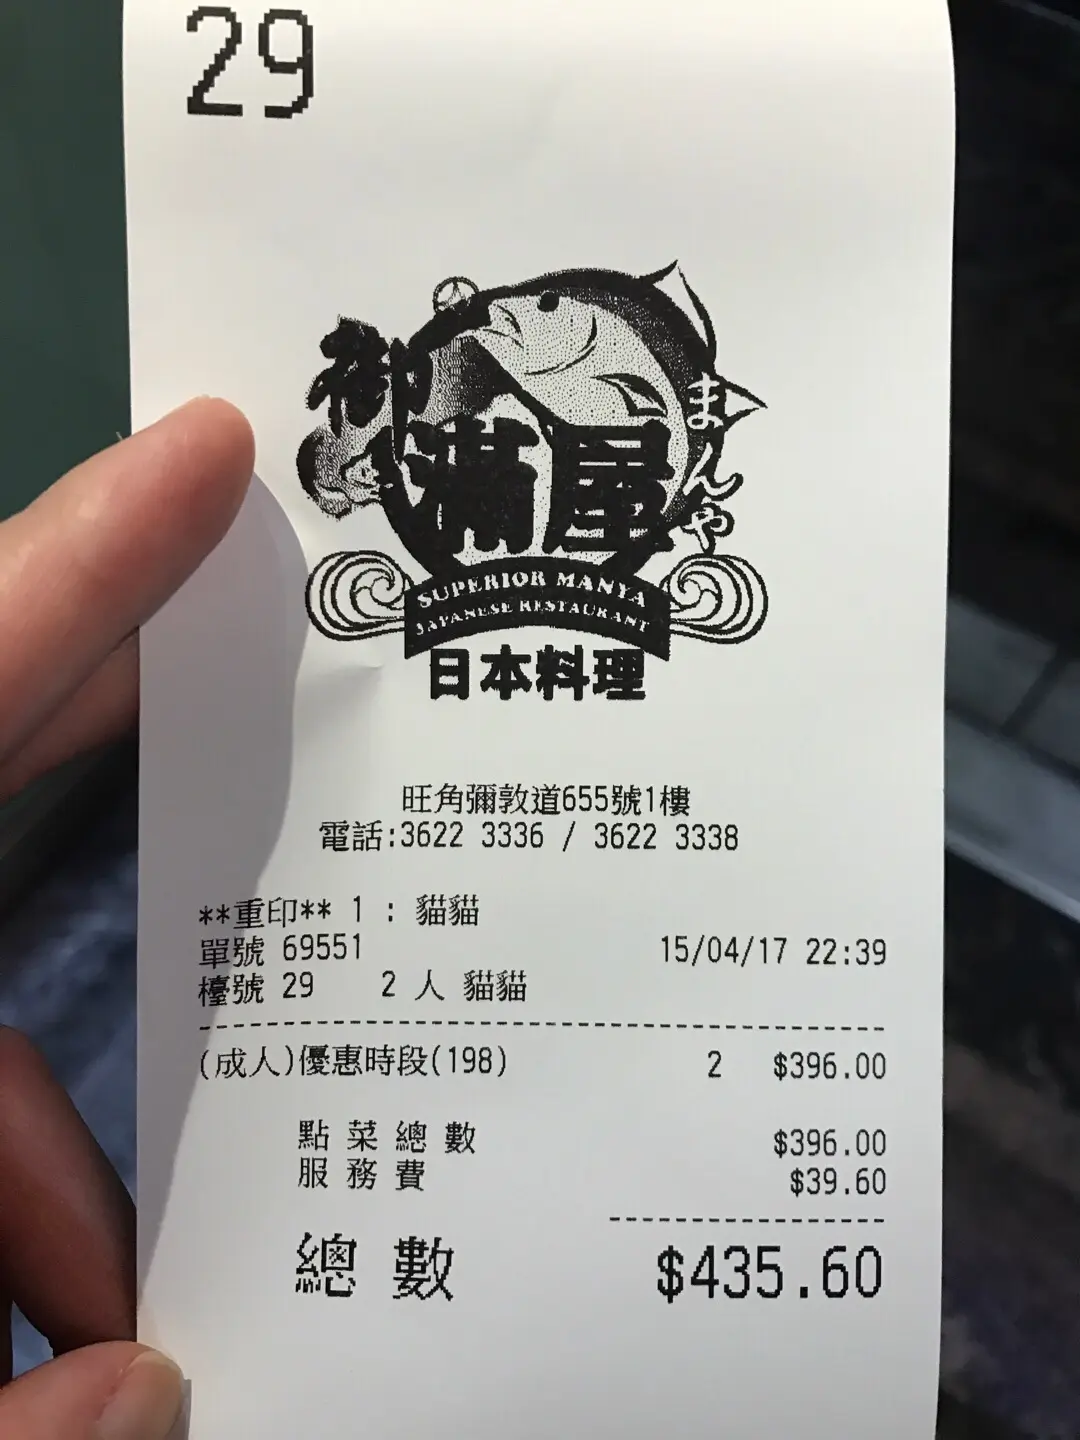 29
御
滿屋
まんや
SUPERIOR MANYA
JAPANESE RESTAURANT
日本料理
旺角彌敦道655號1樓
電話:3622 3336 / 3622 3338
**重印** 1 : 貓貓
單號 69551 15/04/17 22:39
檯號 29 2 人 貓貓
(成人)優惠時段(198) 2 $396.00
點菜總數 $396.00
服務費 $39.60
總數 $435.60